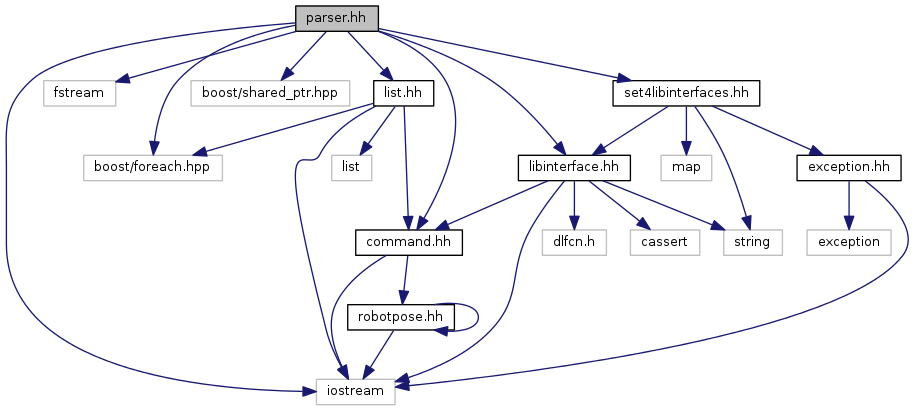 parser.hh
fstream
boost/shared_ptr.hpp
list.hh
set4libinterfaces.hh
boost/foreach.hpp
list
libinterface.hh
map
exception.hh
command.hh
dlfcn.h
cassert
string
exception
robotpose.hh
iostream